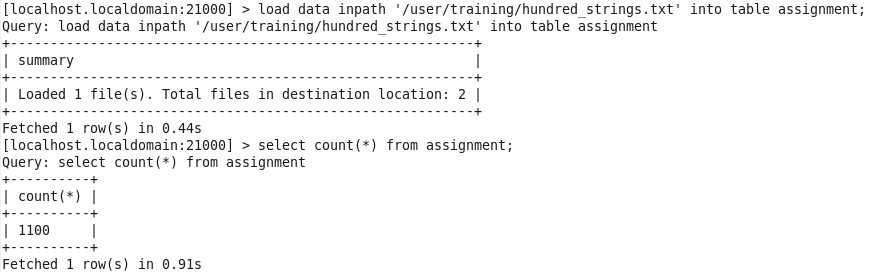 [localhost.localdomain:21000] > load data inpath '/user/training/hundred_strings.txt' into table assignment;
Query: load data inpath '/user/training/hundred_strings.txt' into table assignment
+----------------------------------------------------------+
| summary                                                  |
+----------------------------------------------------------+
| Loaded 1 file(s). Total files in destination location: 2 |
+----------------------------------------------------------+
Fetched 1 row(s) in 0.44s
[localhost.localdomain:21000] > select count(*) from assignment;
Query: select count(*) from assignment
+----------+
| count(*) |
+----------+
| 1100     |
+----------+
Fetched 1 row(s) in 0.91s